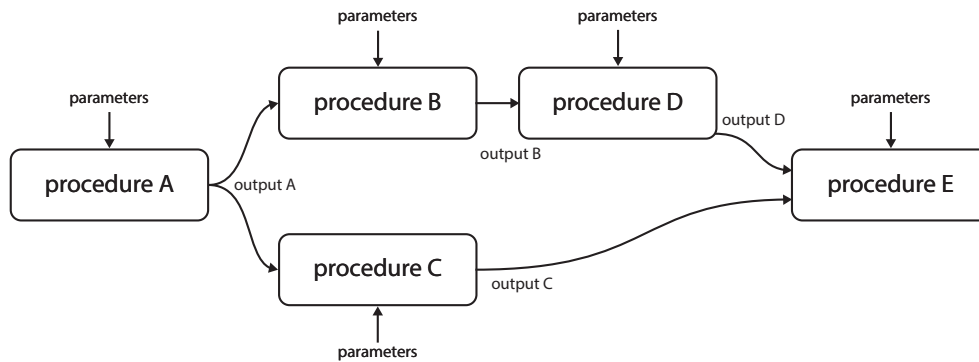 parameters
parameters
procedure B
procedure D
parameters
parameters
output D
output B
procedure A
output A
procedure E
procedure C
output C
parameters